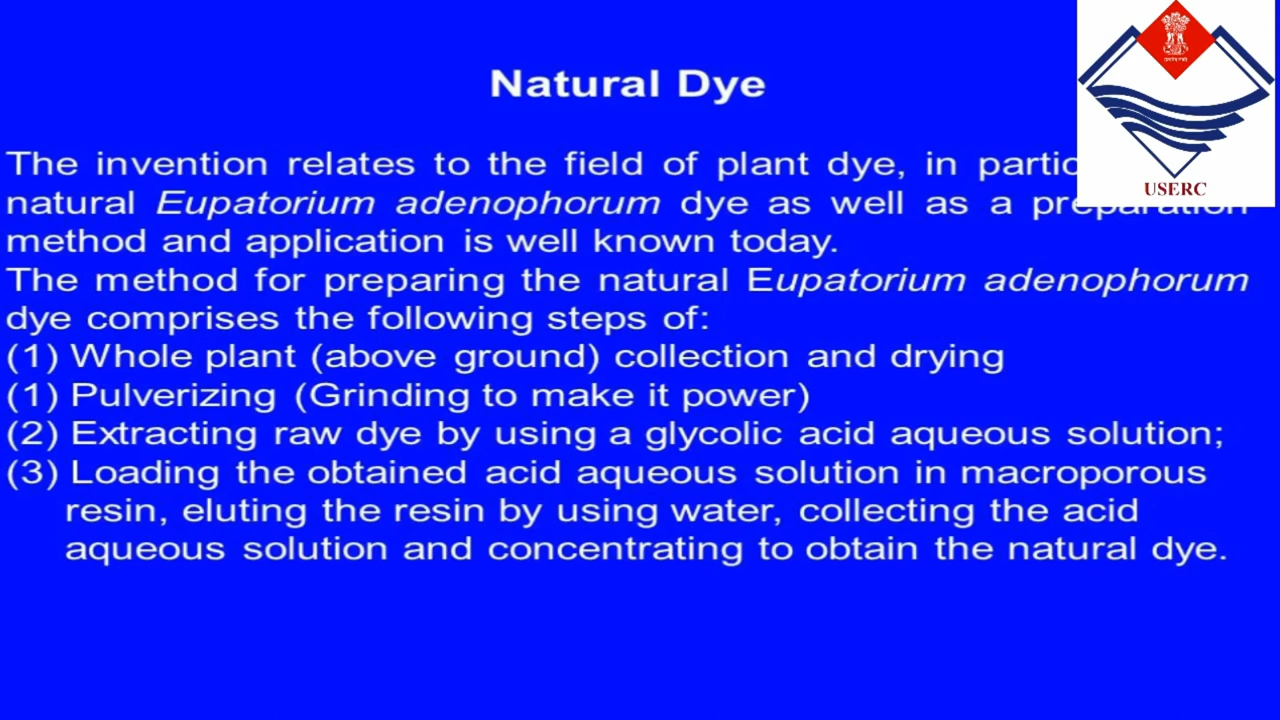 Natural Dye
The invention relates to the field of plant dye, in
natural Eupatorium adenophorum dye as well as a preparation
method and application is well known today.
The method for preparing the natural Eupatorium adenophorum
dye comprises the following steps of:
(1) Whole plant (above ground) collection and drying
(1) Pulverizing (Grinding to make it power)
(2) Extracting raw dye by using a glycolic acid aqueous solution;
(3) Loading the obtained acid aqueous solution in macroporous
resin, eluting the resin by using water, collecting the acid
aqueous solution and concentrating to obtain the natural dye.
USERC